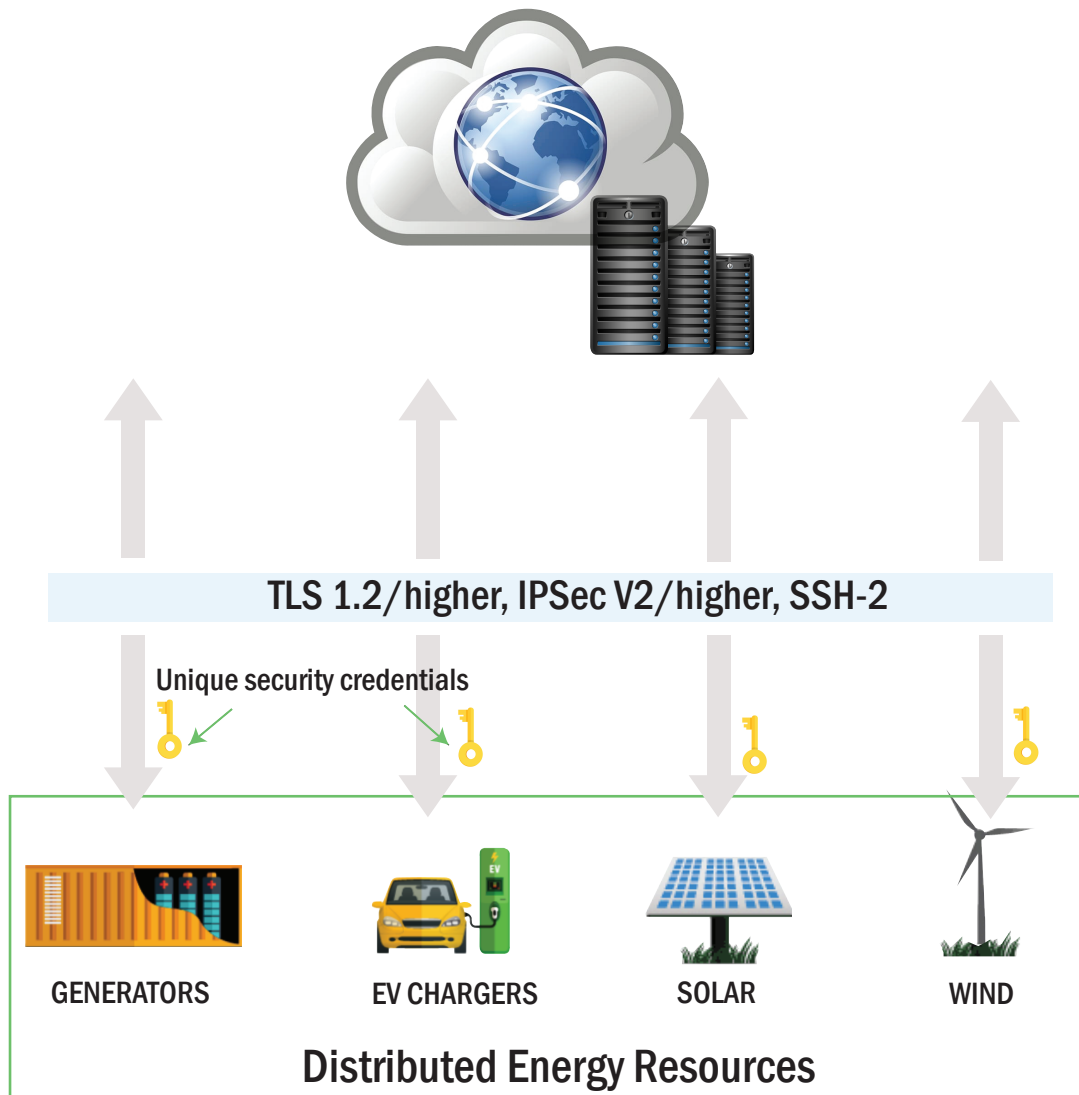 TLS 1.2/higher, IPSec V2/higher, SSH-2
Unique security credentials
EV
GENERATORS
EV CHARGERS
SOLAR
WIND
Distributed Energy Resources